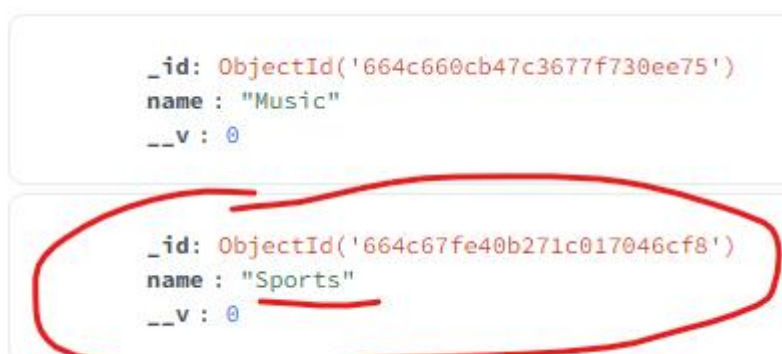 _id: ObjectId('664c660cb47c3677f730ee75')
name : "Music"
__v : 0
_id: ObjectId('664c67fe40b271c017046cf8')
name : "Sports"
__v : 0